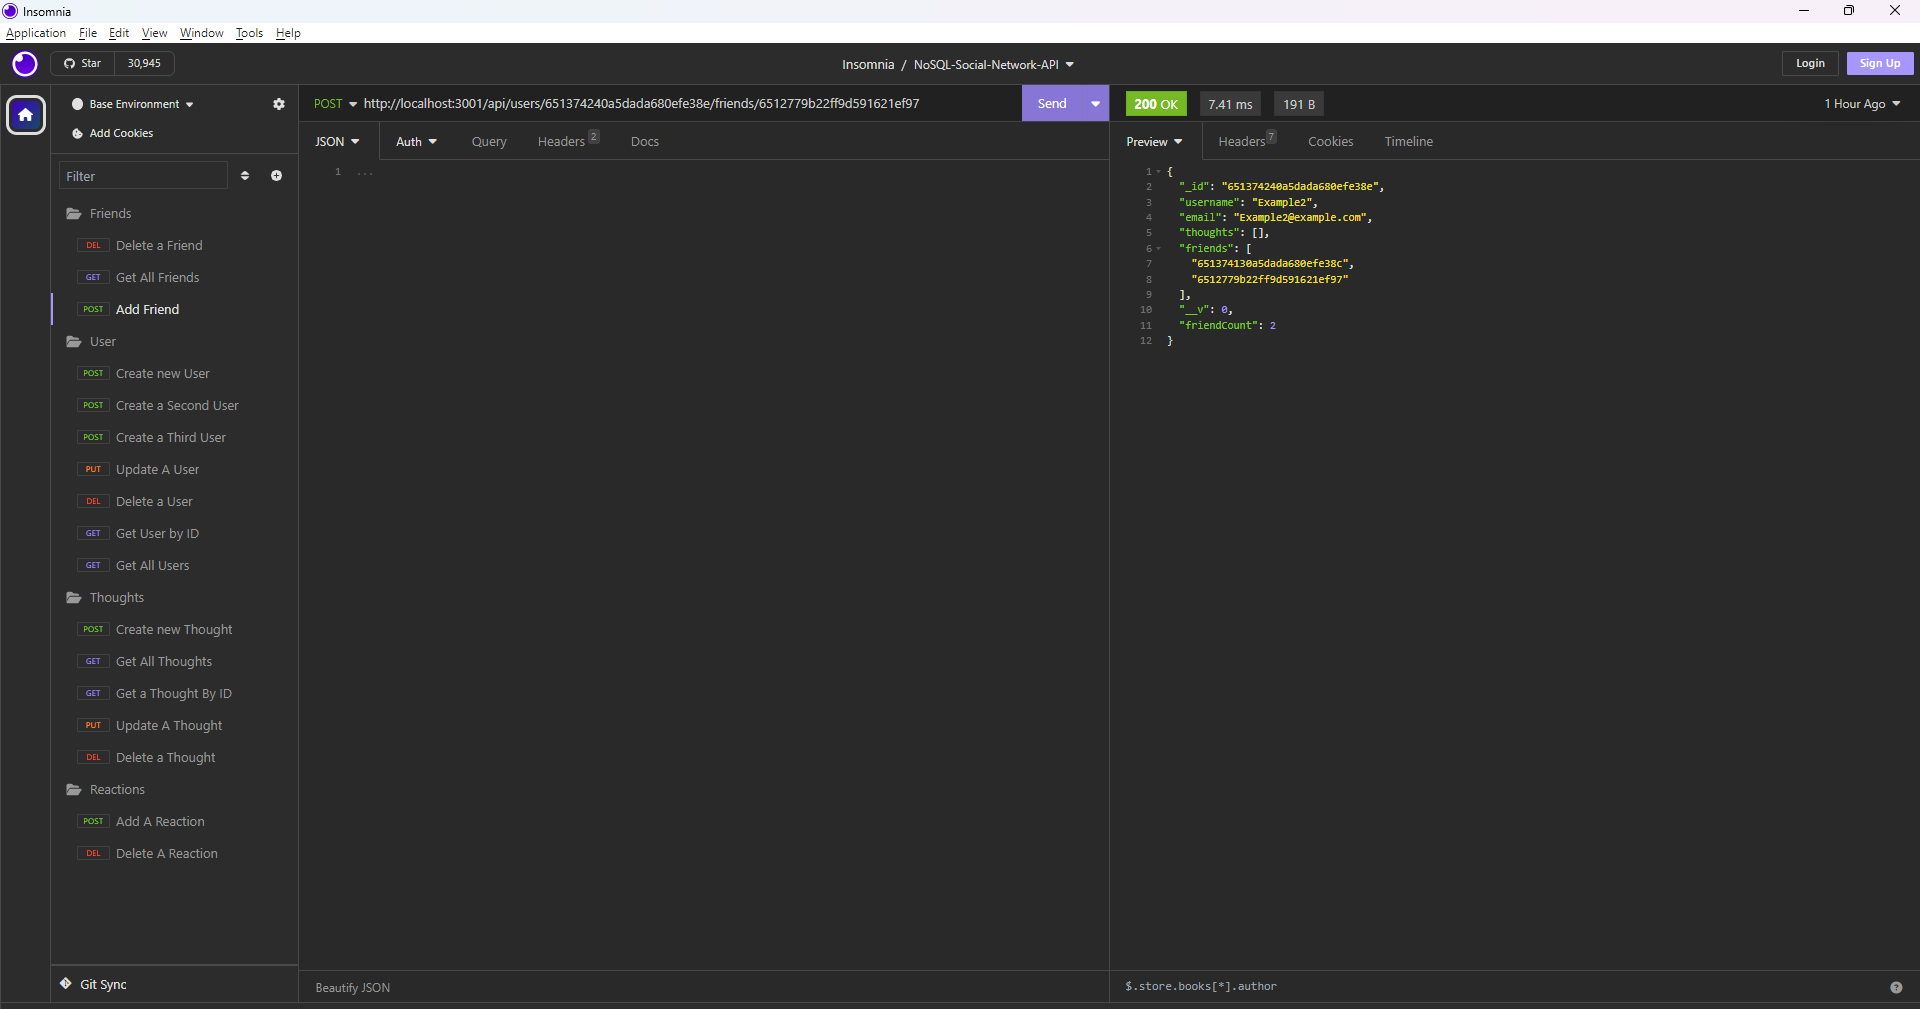 Insomnia
Application File Edit View Window Tools Help
Star 30,945
Insomnia / NoSQL-Social-Network-API
Login Sign Up
Base Environment
Add Cookies
Filter
Friends
DEL Delete a Friend
GET Get All Friends
POST Add Friend
User
POST Create new User
POST Create a Second User
POST Create a Third User
PUT Update A User
DEL Delete a User
GET Get User by ID
GET Get All Users
Thoughts
POST Create new Thought
GET Get All Thoughts
GET Get a Thought By ID
PUT Update A Thought
DEL Delete a Thought
Reactions
POST Add A Reaction
DEL Delete A Reaction
Git Sync
POST http://localhost:3001/api/users/651374240a5dada680efe38e/friends/6512779b22ff9d591621ef97 Send
JSON Auth Query Headers 2 Docs
1 ...
Beautify JSON
200 OK 7.41 ms 191 B 1 Hour Ago
Preview Headers 7 Cookies Timeline
1 {
2 "_id": "651374240a5dada680efe38e",
3 "username": "Example2",
4 "email": "Example2@example.com",
5 "thoughts": [],
6 "friends": [
7 "651374130a5dada680efe38c",
8 "6512779b22ff9d591621ef97"
9 ],
10 "__v": 0,
11 "friendCount": 2
12 }
$.store.books[*].author ?